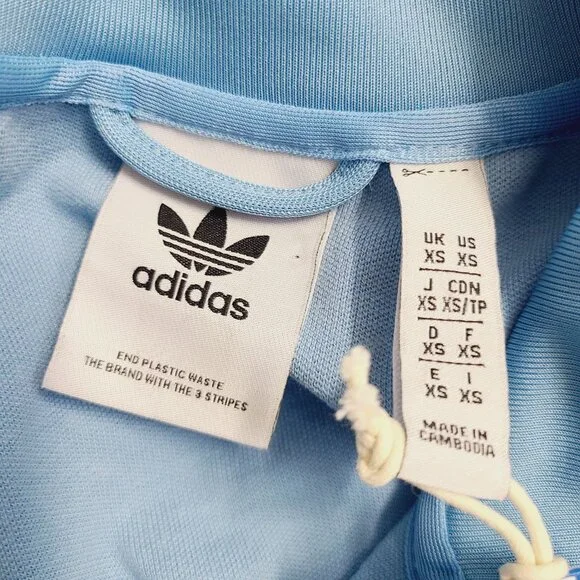 adidas
END PLASTIC WASTE
THE BRAND WITH THE 3 STRIPES
UK US
XS XS
J CDN
XS XS/TP
D F
XS XS
E I
XS XS
MADE IN
CAMBODIA